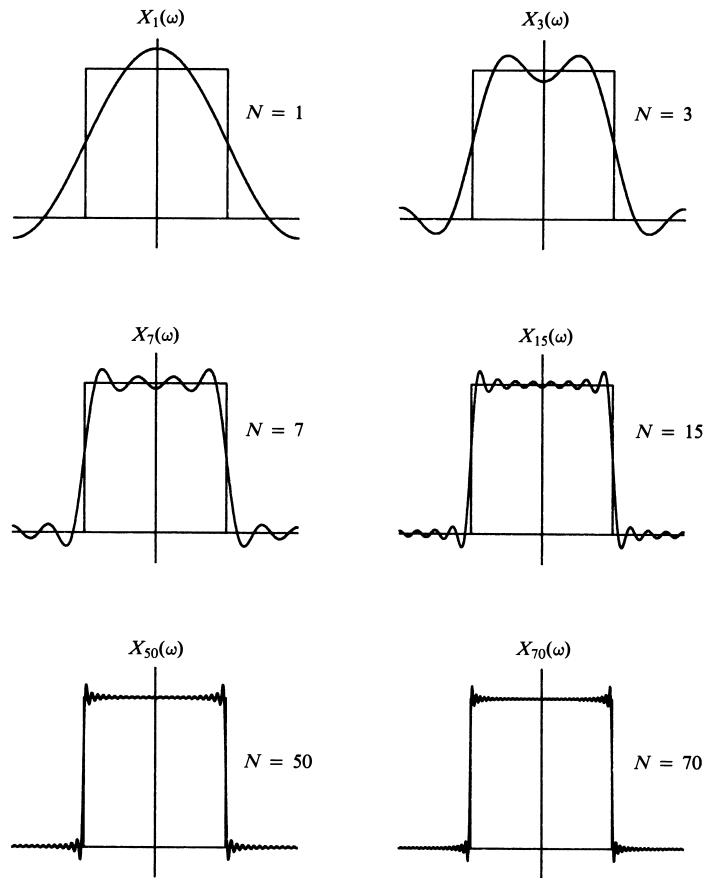 X₁(ω)
X₃(ω)
N = 1
N = 3
X₇(ω)
X₁₅(ω)
N = 7
N = 15
X₅₀(ω)
X₇₀(ω)
N = 50
N = 70